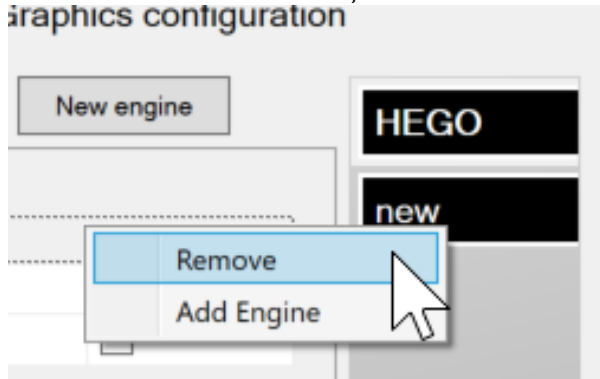 Graphics configuration
New engine
HEGO
new
Remove
Add Engine